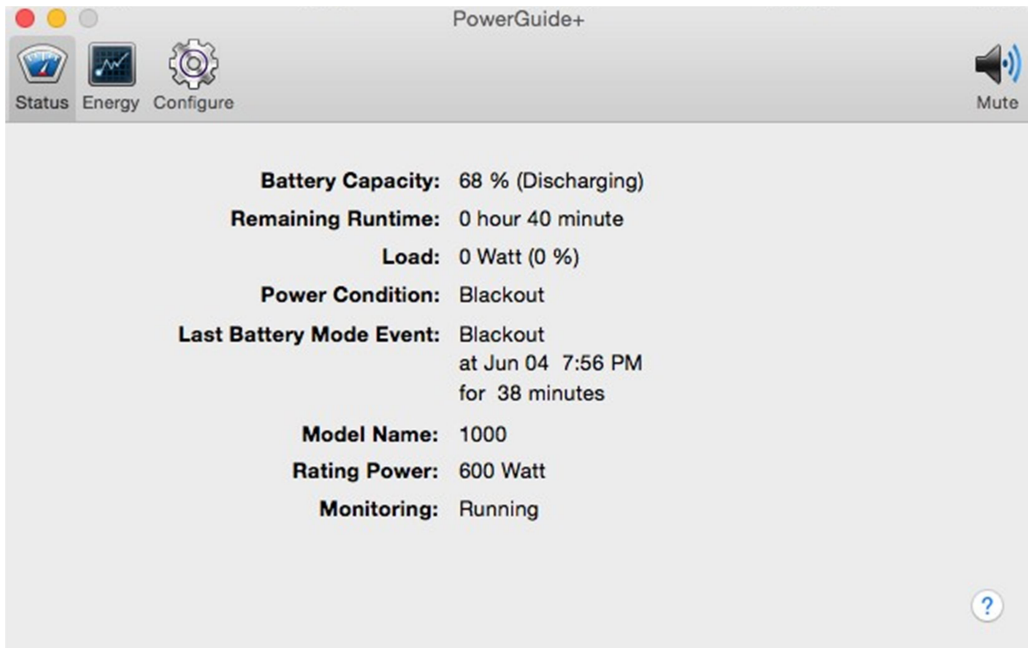 PowerGuide+
Status Energy Configure Mute
Battery Capacity: 68 % (Discharging)
Remaining Runtime: 0 hour 40 minute
Load: 0 Watt (0 %)
Power Condition: Blackout
Last Battery Mode Event: Blackout
at Jun 04 7:56 PM
for 38 minutes
Model Name: 1000
Rating Power: 600 Watt
Monitoring: Running
?